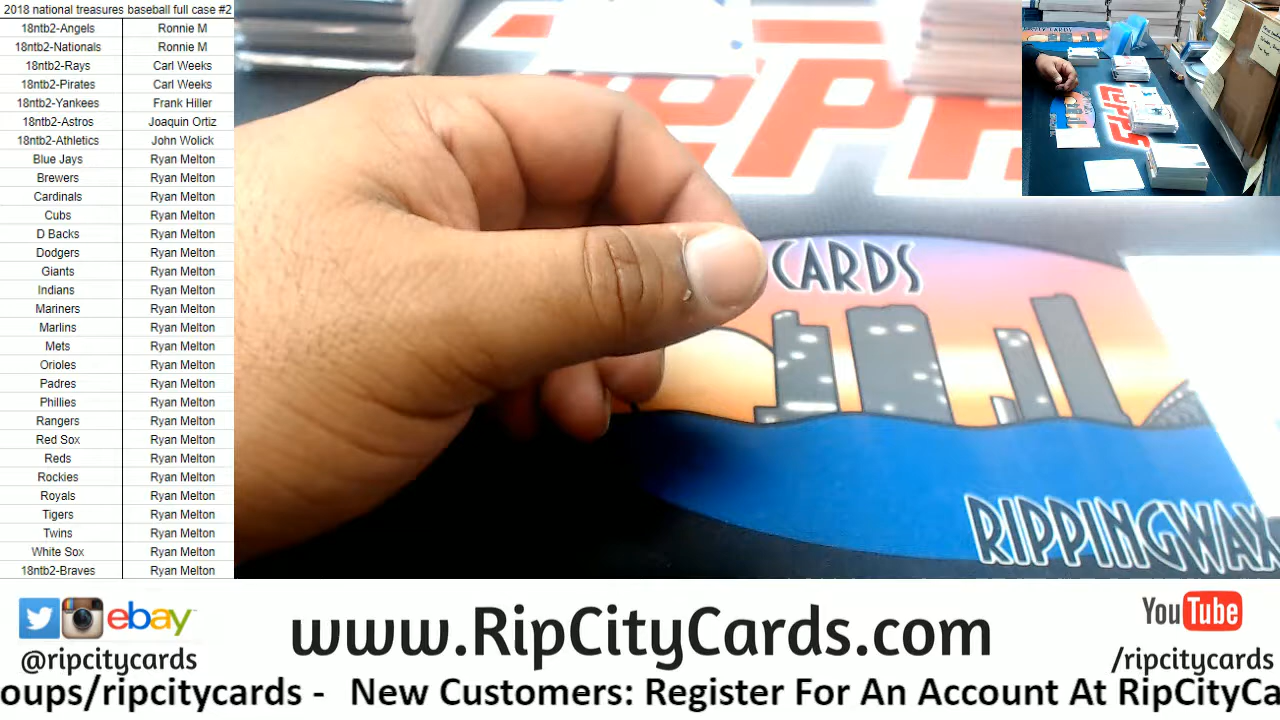 2018 national treasures baseball full case #2
18ntb2-Angels Ronnie M
18ntb2-Nationals Ronnie M
18ntb2-Rays Carl Weeks
18ntb2-Pirates Carl Weeks
18ntb2-Yankees Frank Hiller
18ntb2-Astros Joaquin Ortiz
18ntb2-Athletics John Wolick
Blue Jays Ryan Melton
Brewers Ryan Melton
Cardinals Ryan Melton
Cubs Ryan Melton
D Backs Ryan Melton
Dodgers Ryan Melton
Giants Ryan Melton
Indians Ryan Melton
Mariners Ryan Melton
Marlins Ryan Melton
Mets Ryan Melton
Orioles Ryan Melton
Padres Ryan Melton
Phillies Ryan Melton
Rangers Ryan Melton
Red Sox Ryan Melton
Reds Ryan Melton
Rockies Ryan Melton
Royals Ryan Melton
Tigers Ryan Melton
Twins Ryan Melton
White Sox Ryan Melton
18ntb2-Braves Ryan Melton
CARDS
RIPPINGWAX
TOPPS
ebay
@ripcitycards
www.RipCityCards.com
YouTube
/ripcitycards
oups/ripcitycards - New Customers: Register For An Account At RipCityCa